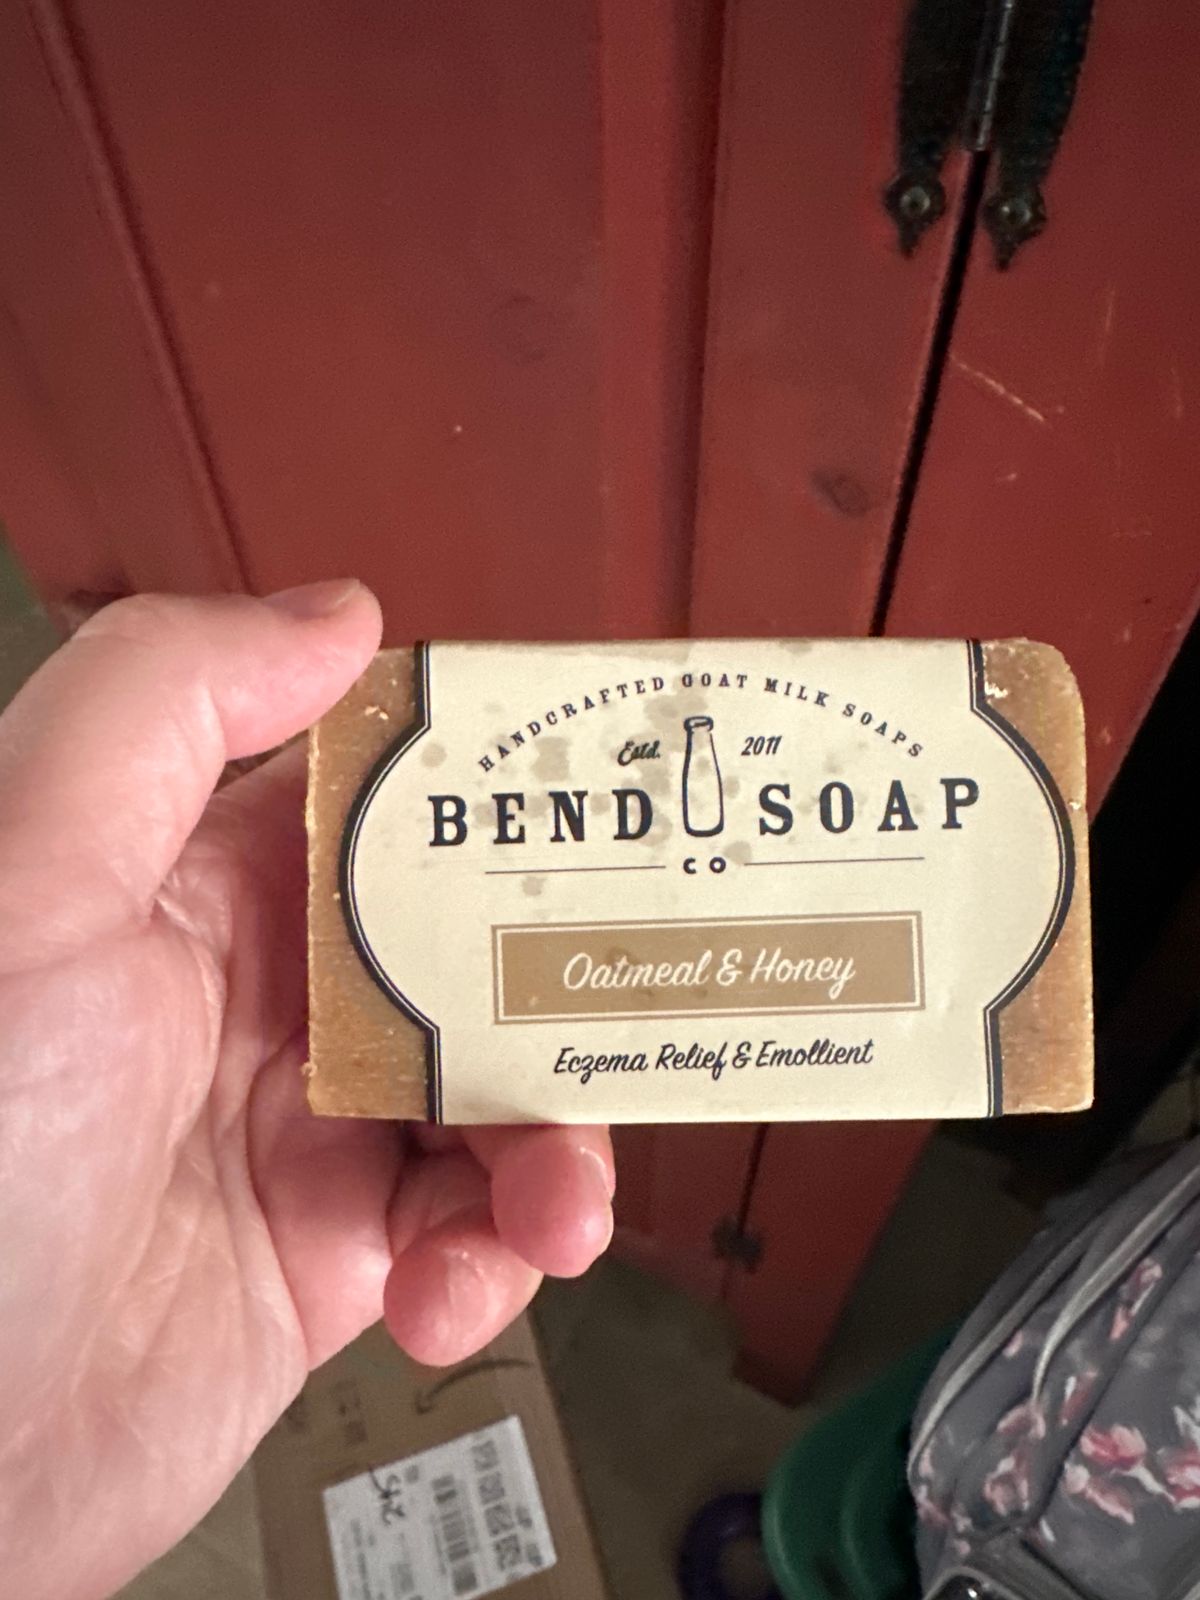 HANDCRAFTED GOAT MILK SOAPS
Estd. 2011
BEND SOAP
CO
Oatmeal & Honey
Eczema Relief & Emollient